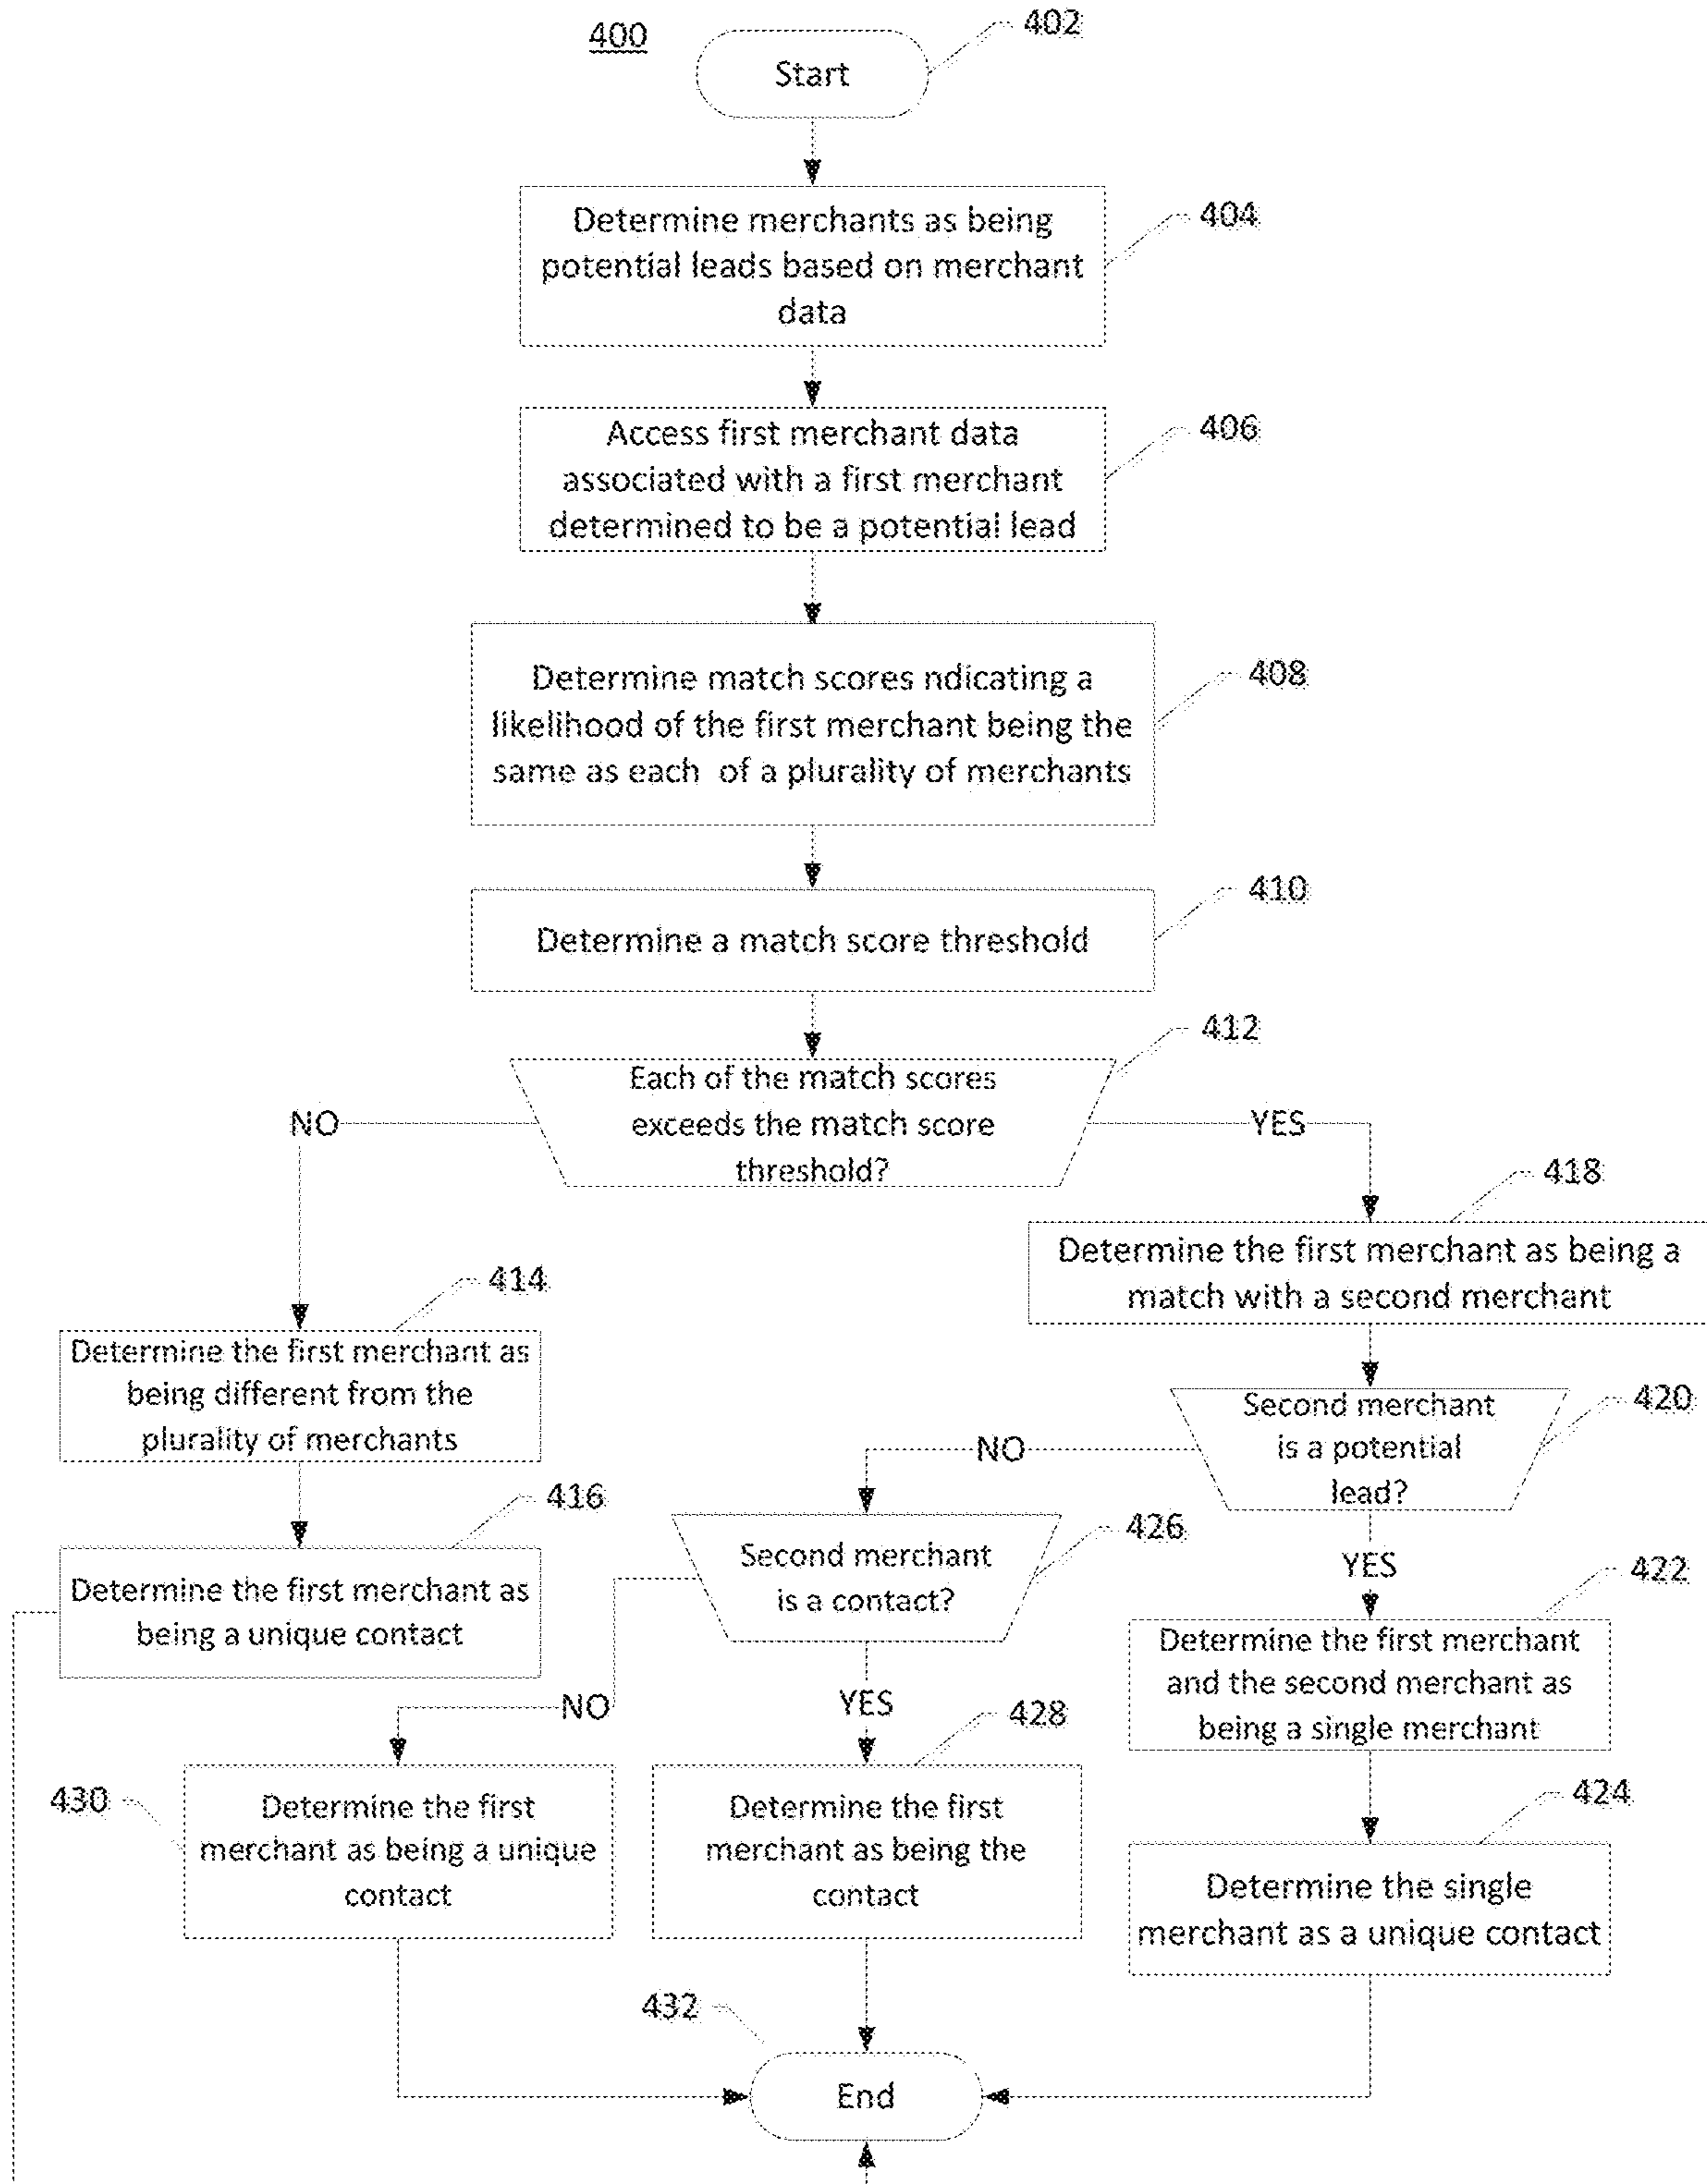 400
402
Start
404
Determine merchants as being
potential leads based on merchant
data
406
Access first merchant data
associated with a first merchant
determined to be a potential lead
408
Determine match scores ndicating a
likelihood of the first merchant being the
same as each of a plurality of merchants
410
Determine a match score threshold
412
Each of the match scores
exceeds the match score
threshold?
NO
YES
418
Determine the first merchant as being a
match with a second merchant
414
Determine the first merchant as
being different from the
plurality of merchants
420
Second merchant
is a potential
lead?
NO
416
Determine the first merchant as
being a unique contact
426
Second merchant
is a contact?
YES
422
Determine the first merchant
and the second merchant as
being a single merchant
NO
YES
428
430
Determine the first
merchant as being a unique
contact
Determine the first
merchant as being the
contact
424
Determine the single
merchant as a unique contact
432
End